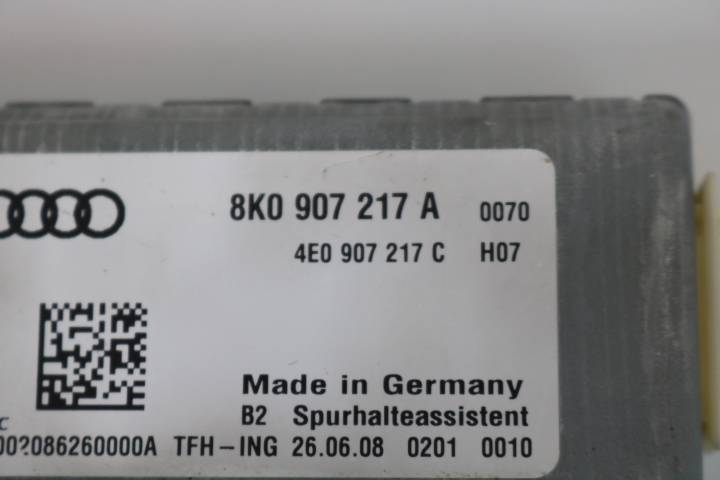 8K0 907 217 A 0070
4E0 907 217 C H07
Made in Germany
B2 Spurhalteassistent
TFH-ING 26.06.08 0201 0010